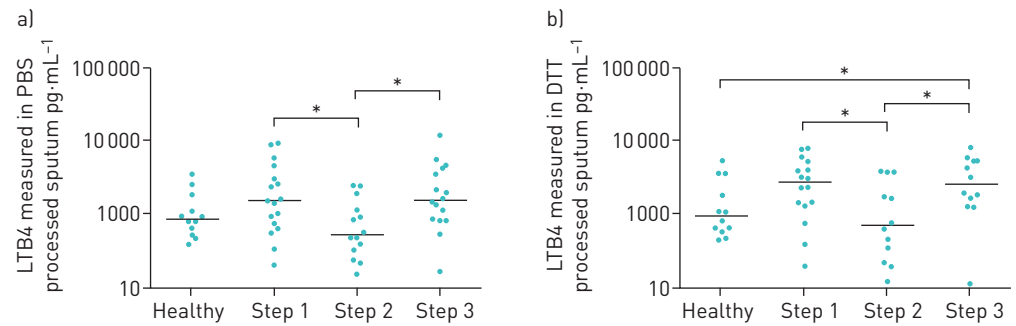 a)
LTB4 measured in PBS
processed sputum pg·mL⁻¹
100 000
10 000
1000
10
*
*
Healthy
Step 1
Step 2
Step 3
b)
LTB4 measured in DTT
processed sputum pg·mL⁻¹
100 000
10 000
1000
10
*
*
*
Healthy
Step 1
Step 2
Step 3